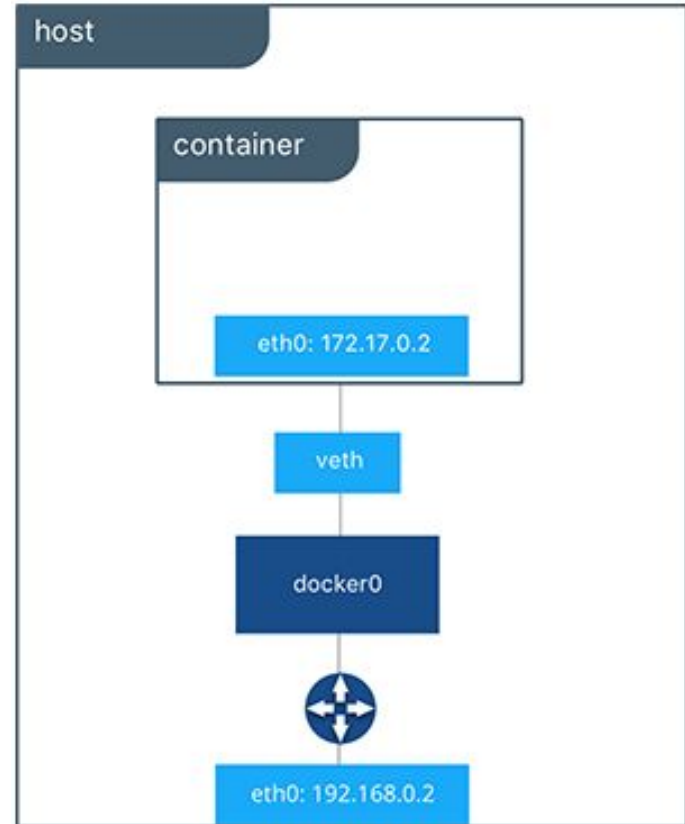 host
container
eth0: 172.17.0.2
veth
docker0
eth0: 192.168.0.2